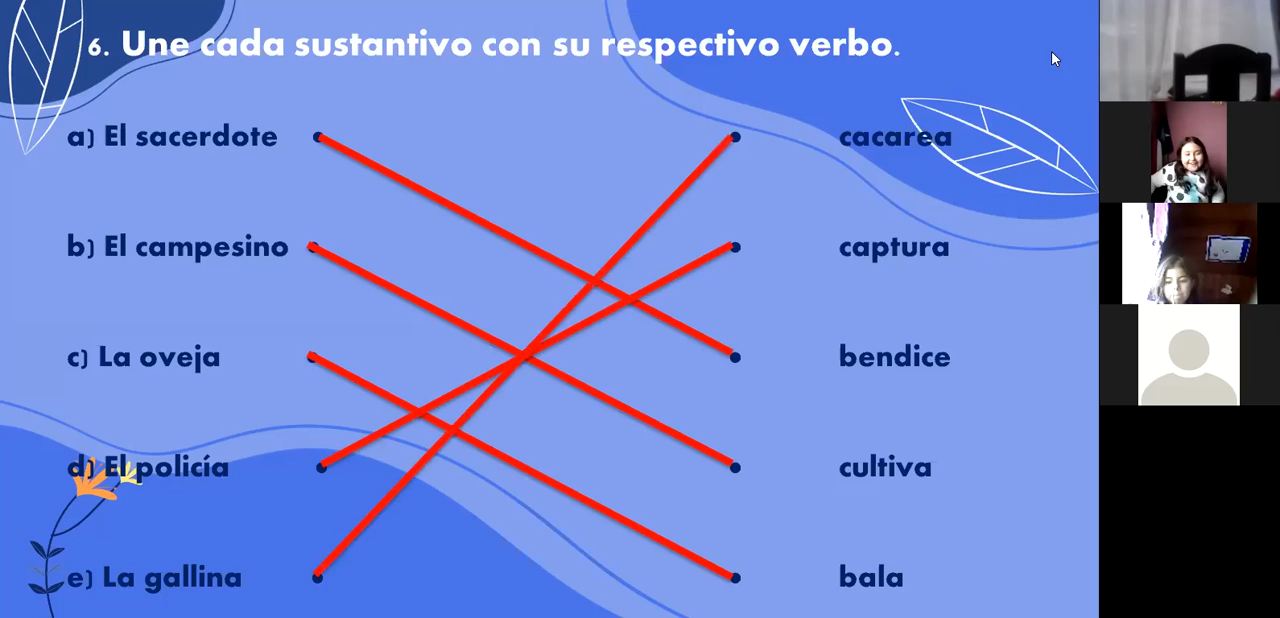 6. Une cada sustantivo con su respectivo verbo.
a) El sacerdote cacarea
b) El campesino captura
c) La oveja bendice
d) El policía cultiva
e) La gallina bala